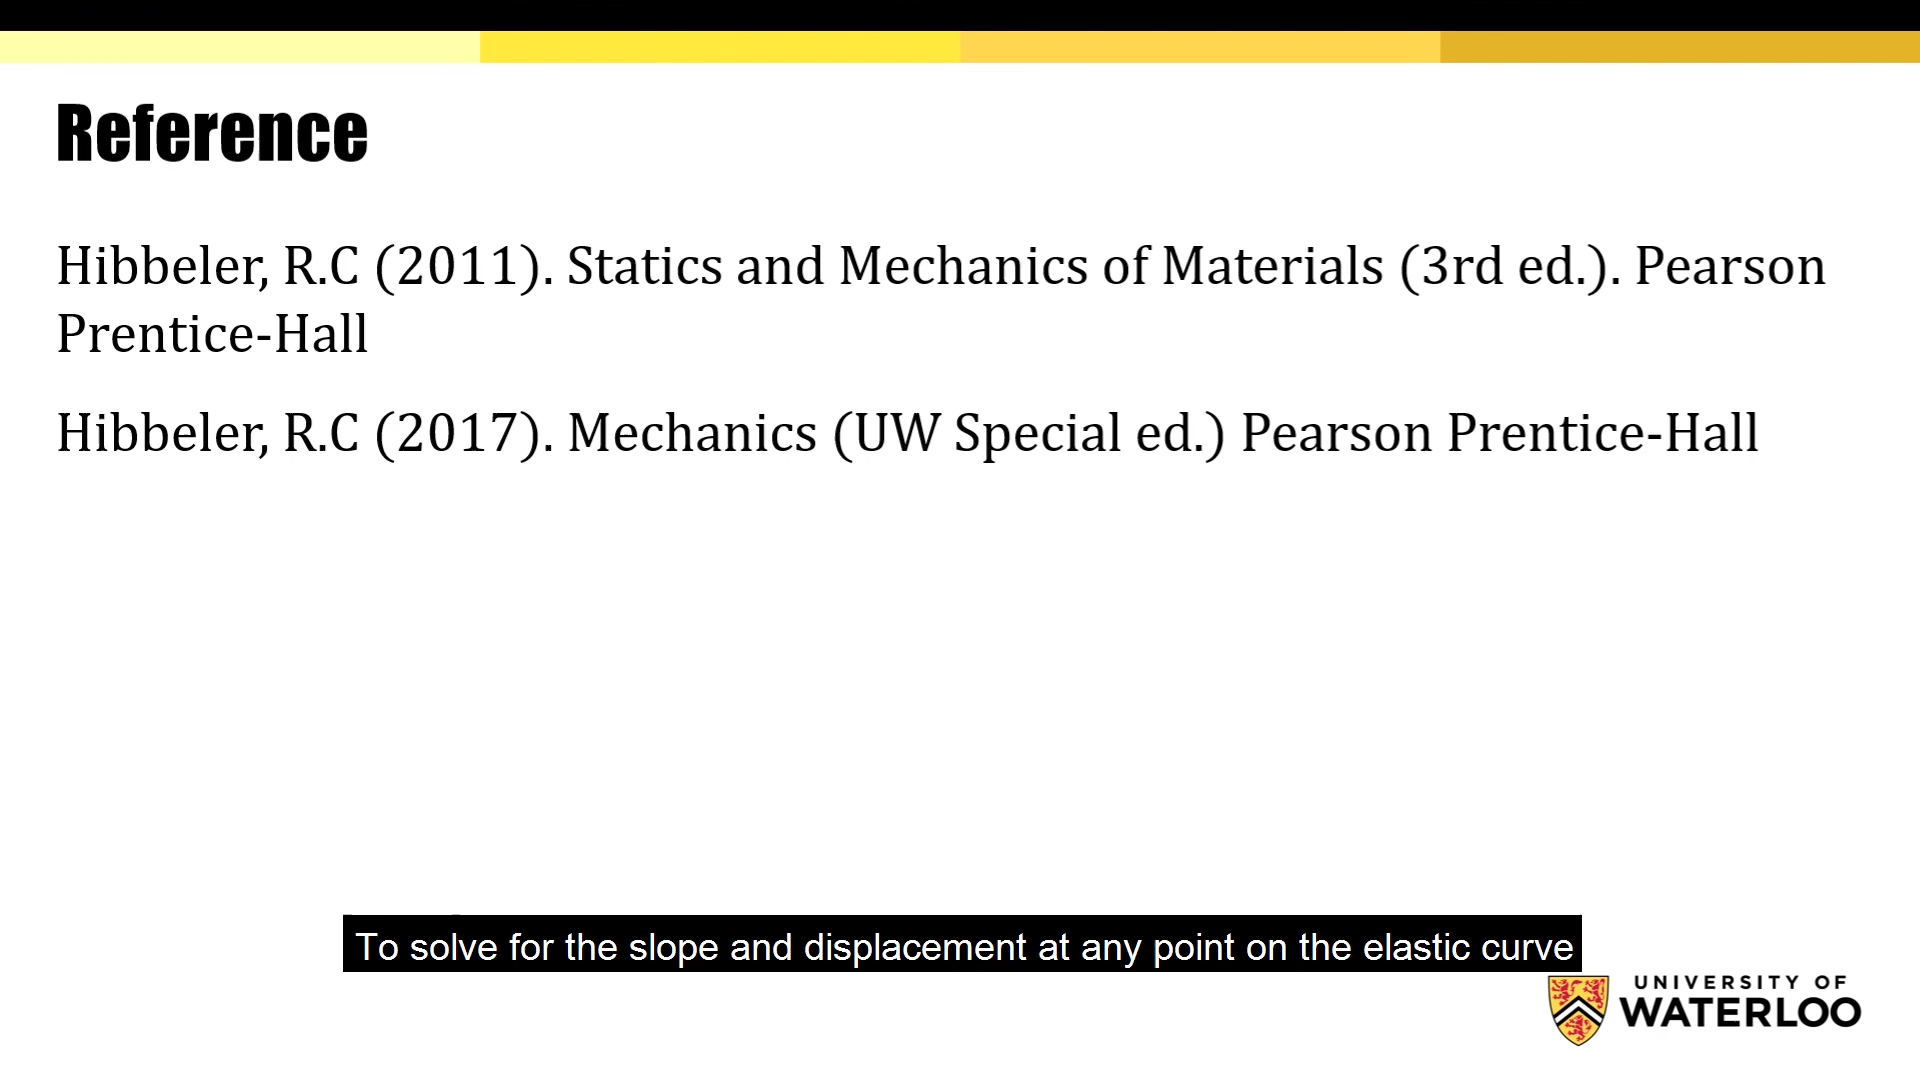 Reference
Hibbeler, R.C (2011). Statics and Mechanics of Materials (3rd ed.). Pearson
Prentice-Hall
Hibbeler, R.C (2017). Mechanics (UW Special ed.) Pearson Prentice-Hall
To solve for the slope and displacement at any point on the elastic curve
UNIVERSITY OF
WATERLOO